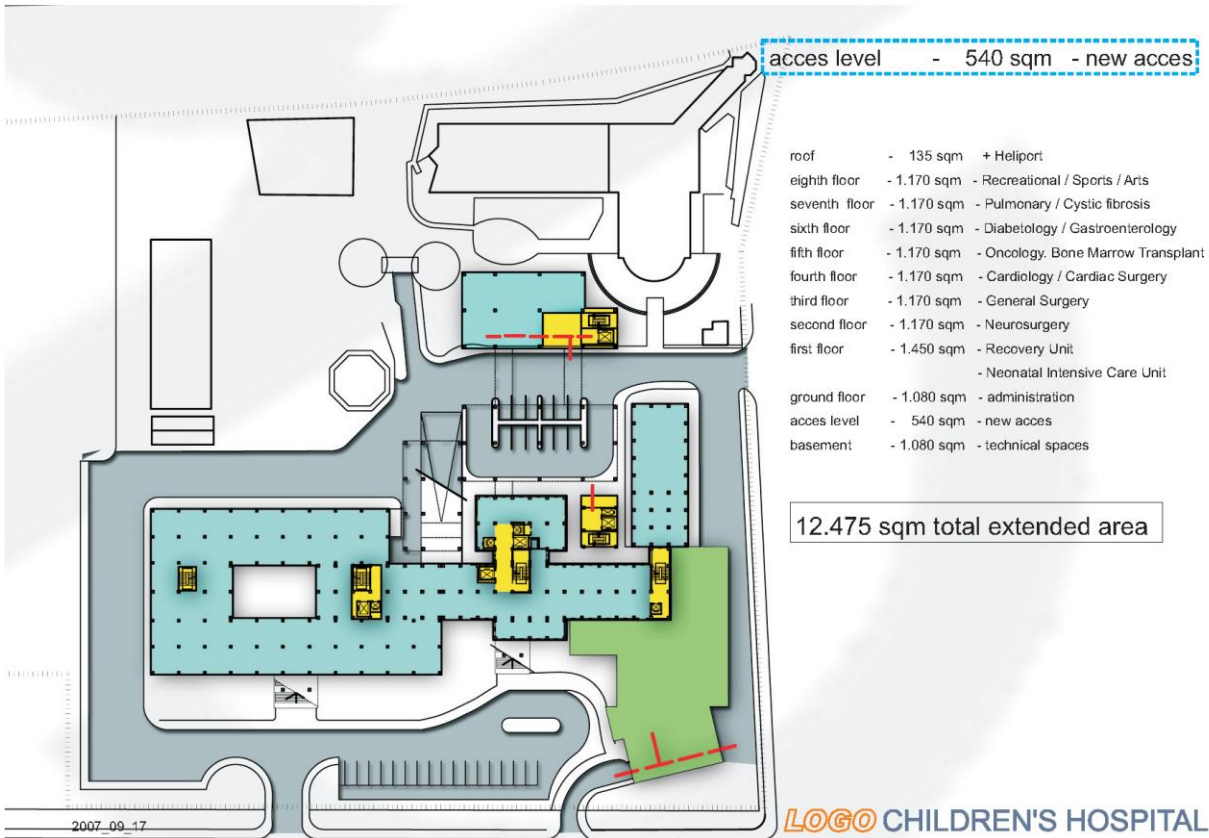 acces level - 540 sqm - new acces
roof - 135 sqm + Heliport
eighth floor - 1.170 sqm - Recreational / Sports / Arts
seventh floor - 1.170 sqm - Pulmonary / Cystic fibrosis
sixth floor - 1.170 sqm - Diabetology / Gastroenterology
fifth floor - 1.170 sqm - Oncology. Bone Marrow Transplant
fourth floor - 1.170 sqm - Cardiology / Cardiac Surgery
third floor - 1.170 sqm - General Surgery
second floor - 1.170 sqm - Neurosurgery
first floor - 1.450 sqm - Recovery Unit
- Neonatal Intensive Care Unit
ground floor - 1.080 sqm - administration
acces level - 540 sqm - new acces
basement - 1.080 sqm - technical spaces
12.475 sqm total extended area
2007_09_17
LOGO CHILDREN'S HOSPITAL